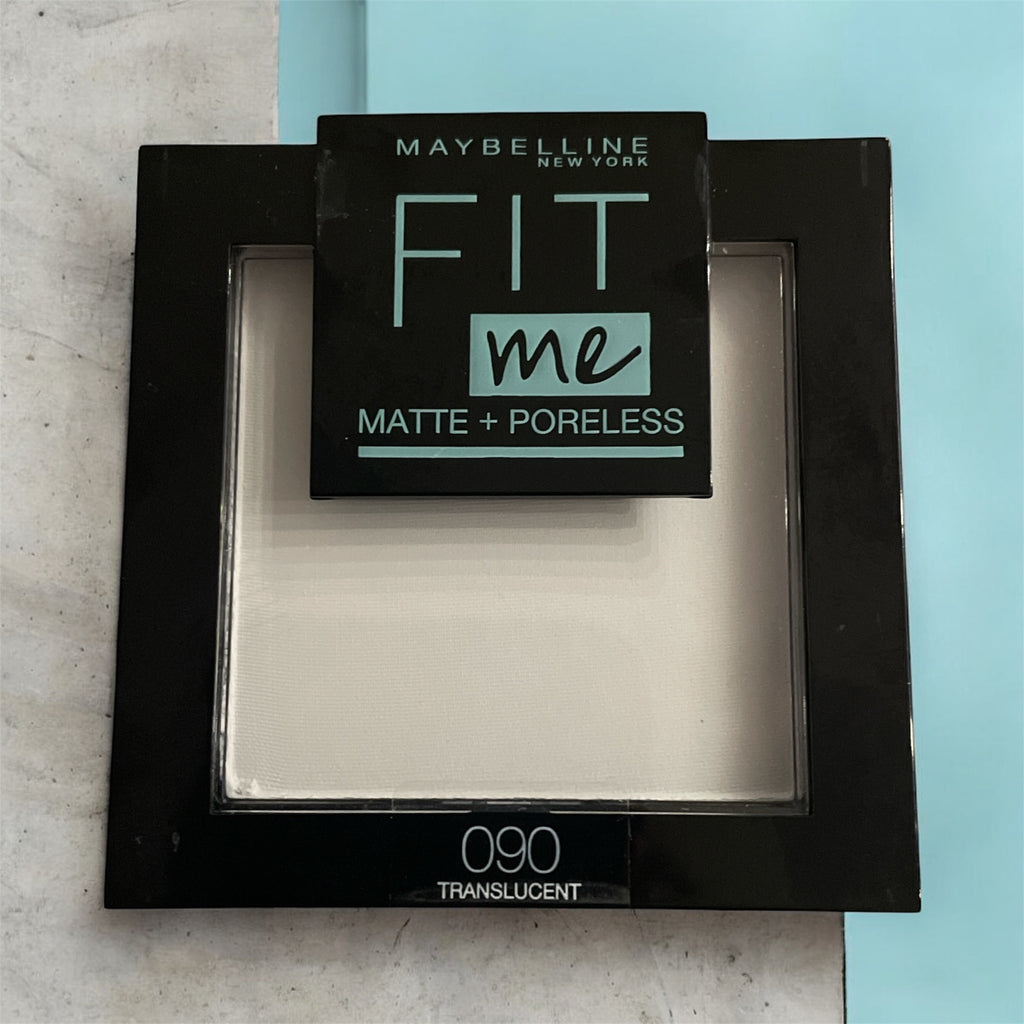 MAYBELLINE
NEW YORK
FIT
me
MATTE + PORELESS
090
TRANSLUCENT